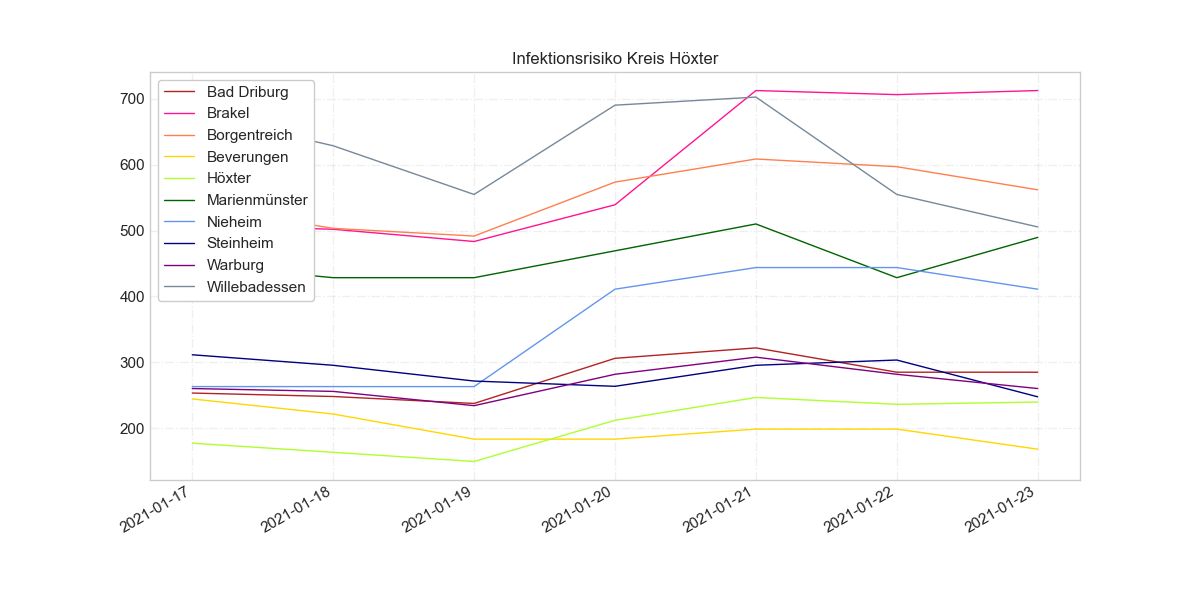 Infektionsrisiko Kreis Höxter
Bad Driburg
Brakel
Borgentreich
Beverungen
Höxter
Marienmünster
Nieheim
Steinheim
Warburg
Willebadessen
700
600
500
400
300
200
2021-01-17
2021-01-18
2021-01-19
2021-01-20
2021-01-21
2021-01-22
2021-01-23